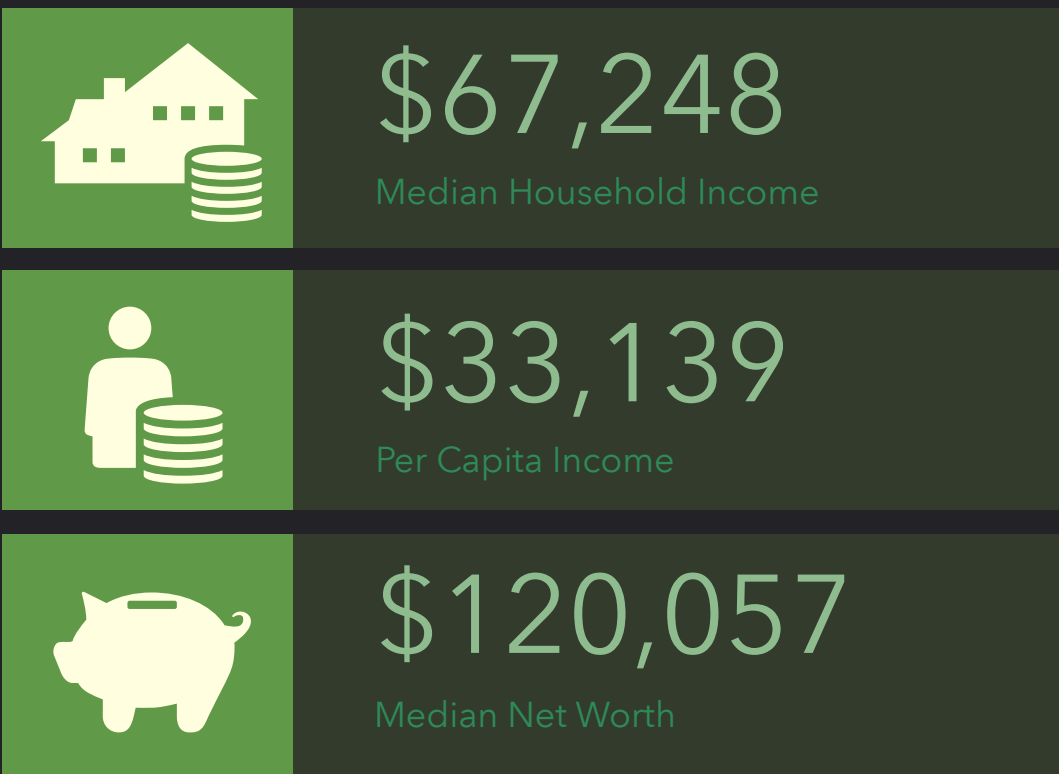 $67,248
Median Household Income
$33,139
Per Capita Income
$120,057
Median Net Worth